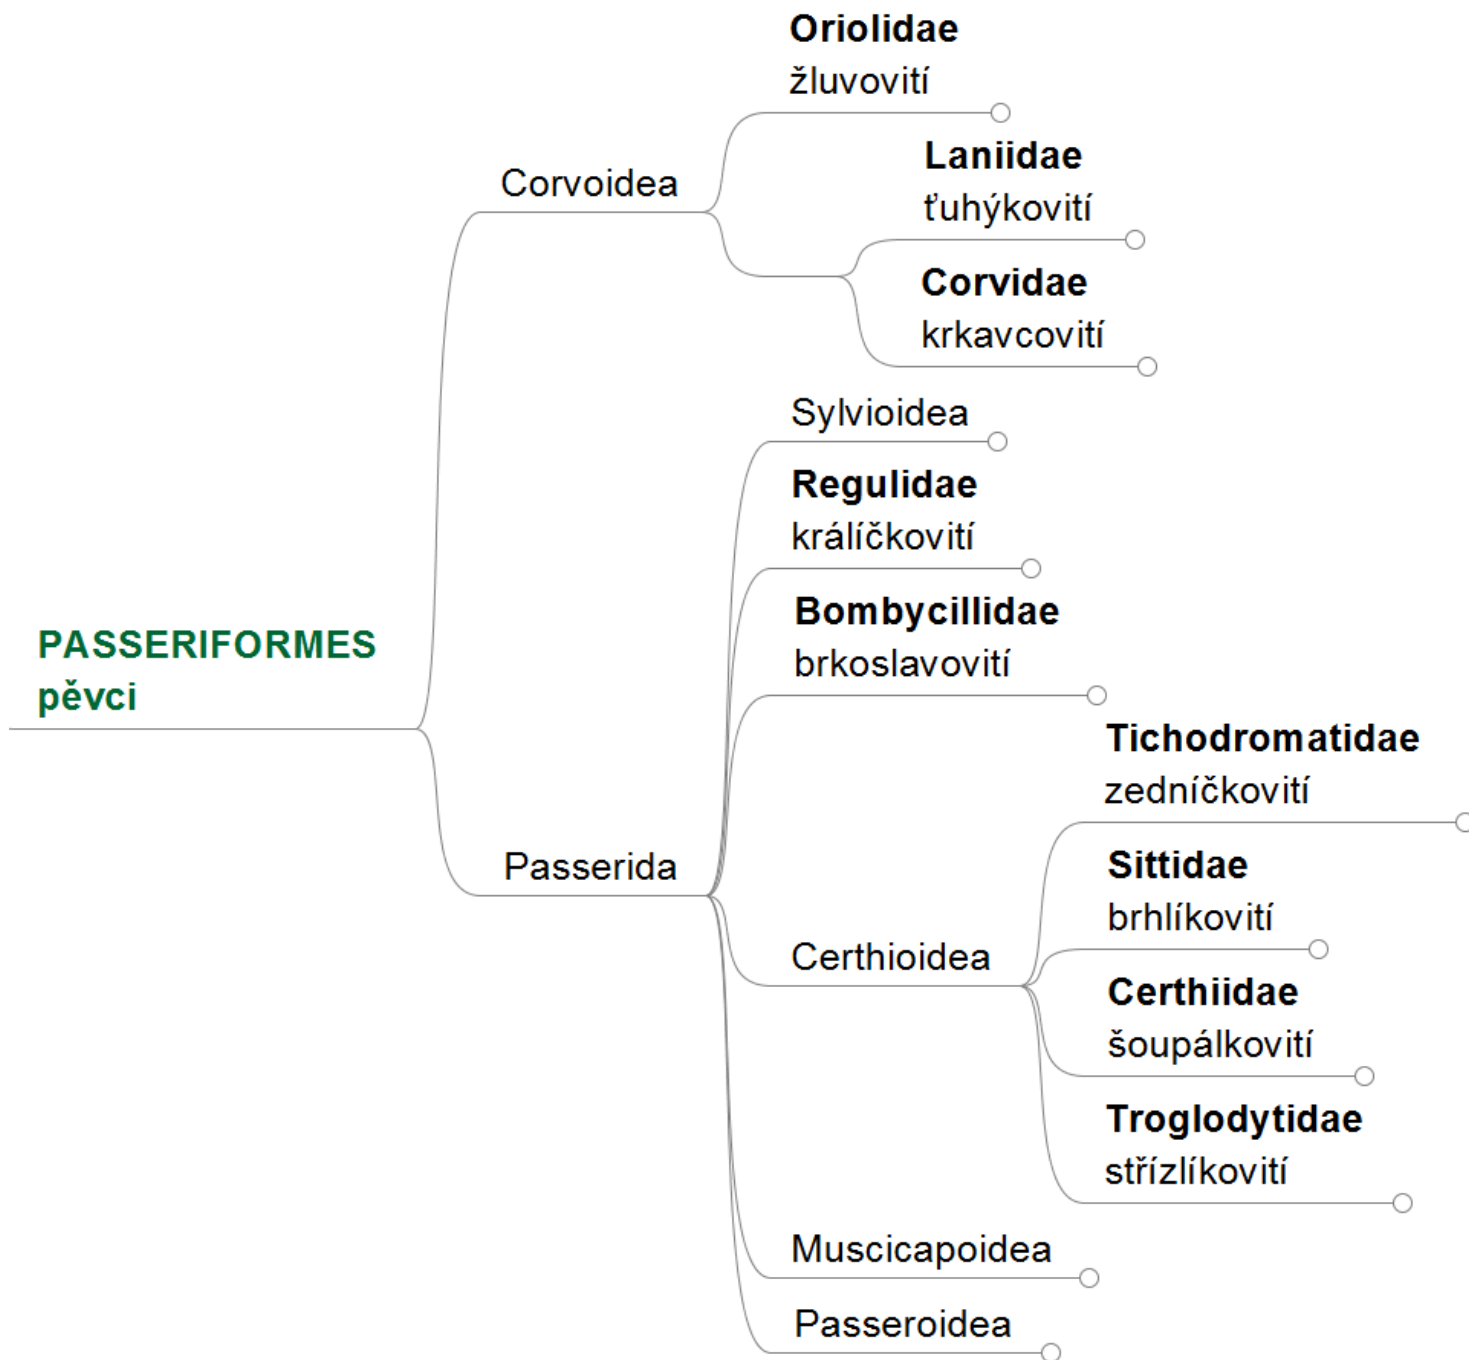 Oriolidae
žluvovití
Corvoidea
Laniidae
ťuhýkovití
Corvidae
krkavcovití
Sylvioidea
Regulidae
králíčkovití
Bombycillidae
brkoslavovití
PASSERIFORMES
pěvci
Passerida
Tichodromatidae
zedníčkovití
Sittidae
brhlíkovití
Certhioidea
Certhiidae
šoupálkovití
Troglodytidae
střízlíkovití
Muscicapoidea
Passeroidea